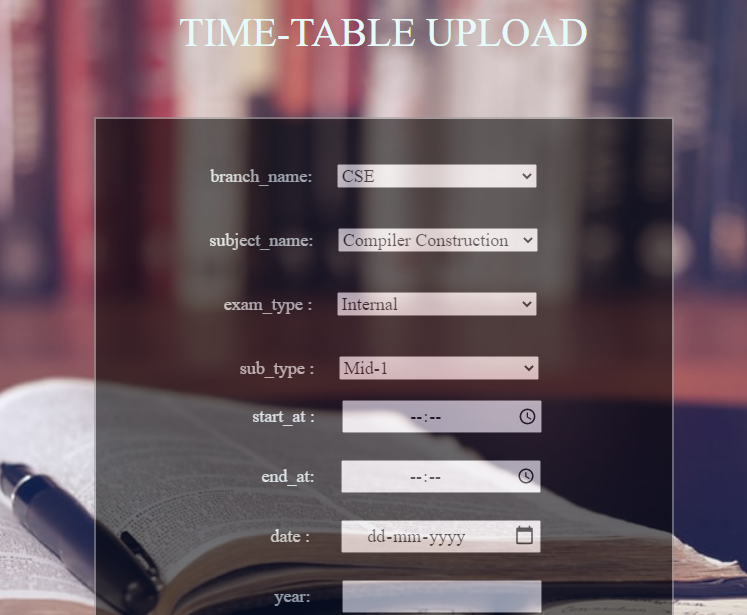 TIME-TABLE UPLOAD
branch_name: CSE
subject_name: Compiler Construction
exam_type : Internal
sub_type : Mid-1
start_at : --:--
end_at: --:--
date : dd-mm-yyyy
year: